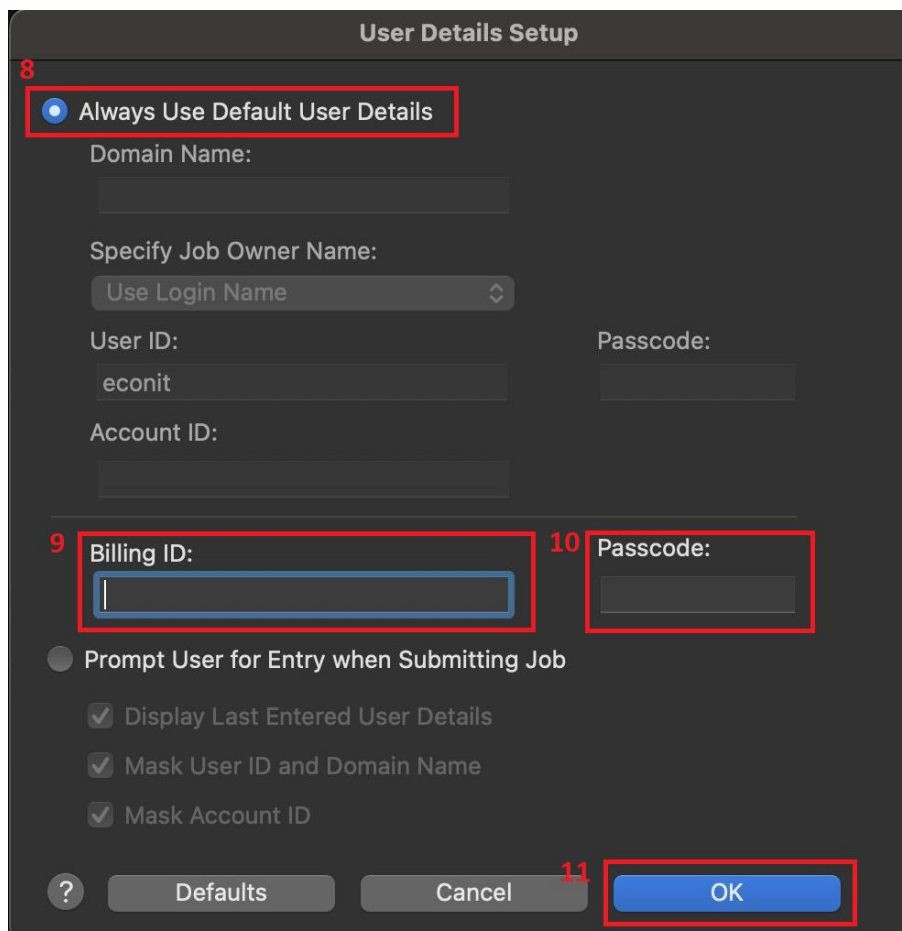 User Details Setup
8
Always Use Default User Details
Domain Name:
Specify Job Owner Name:
Use Login Name
User ID:
Passcode:
econit
Account ID:
9
Billing ID:
10
Passcode:
Prompt User for Entry when Submitting Job
Display Last Entered User Details
Mask User ID and Domain Name
Mask Account ID
11
?
Defaults
Cancel
OK